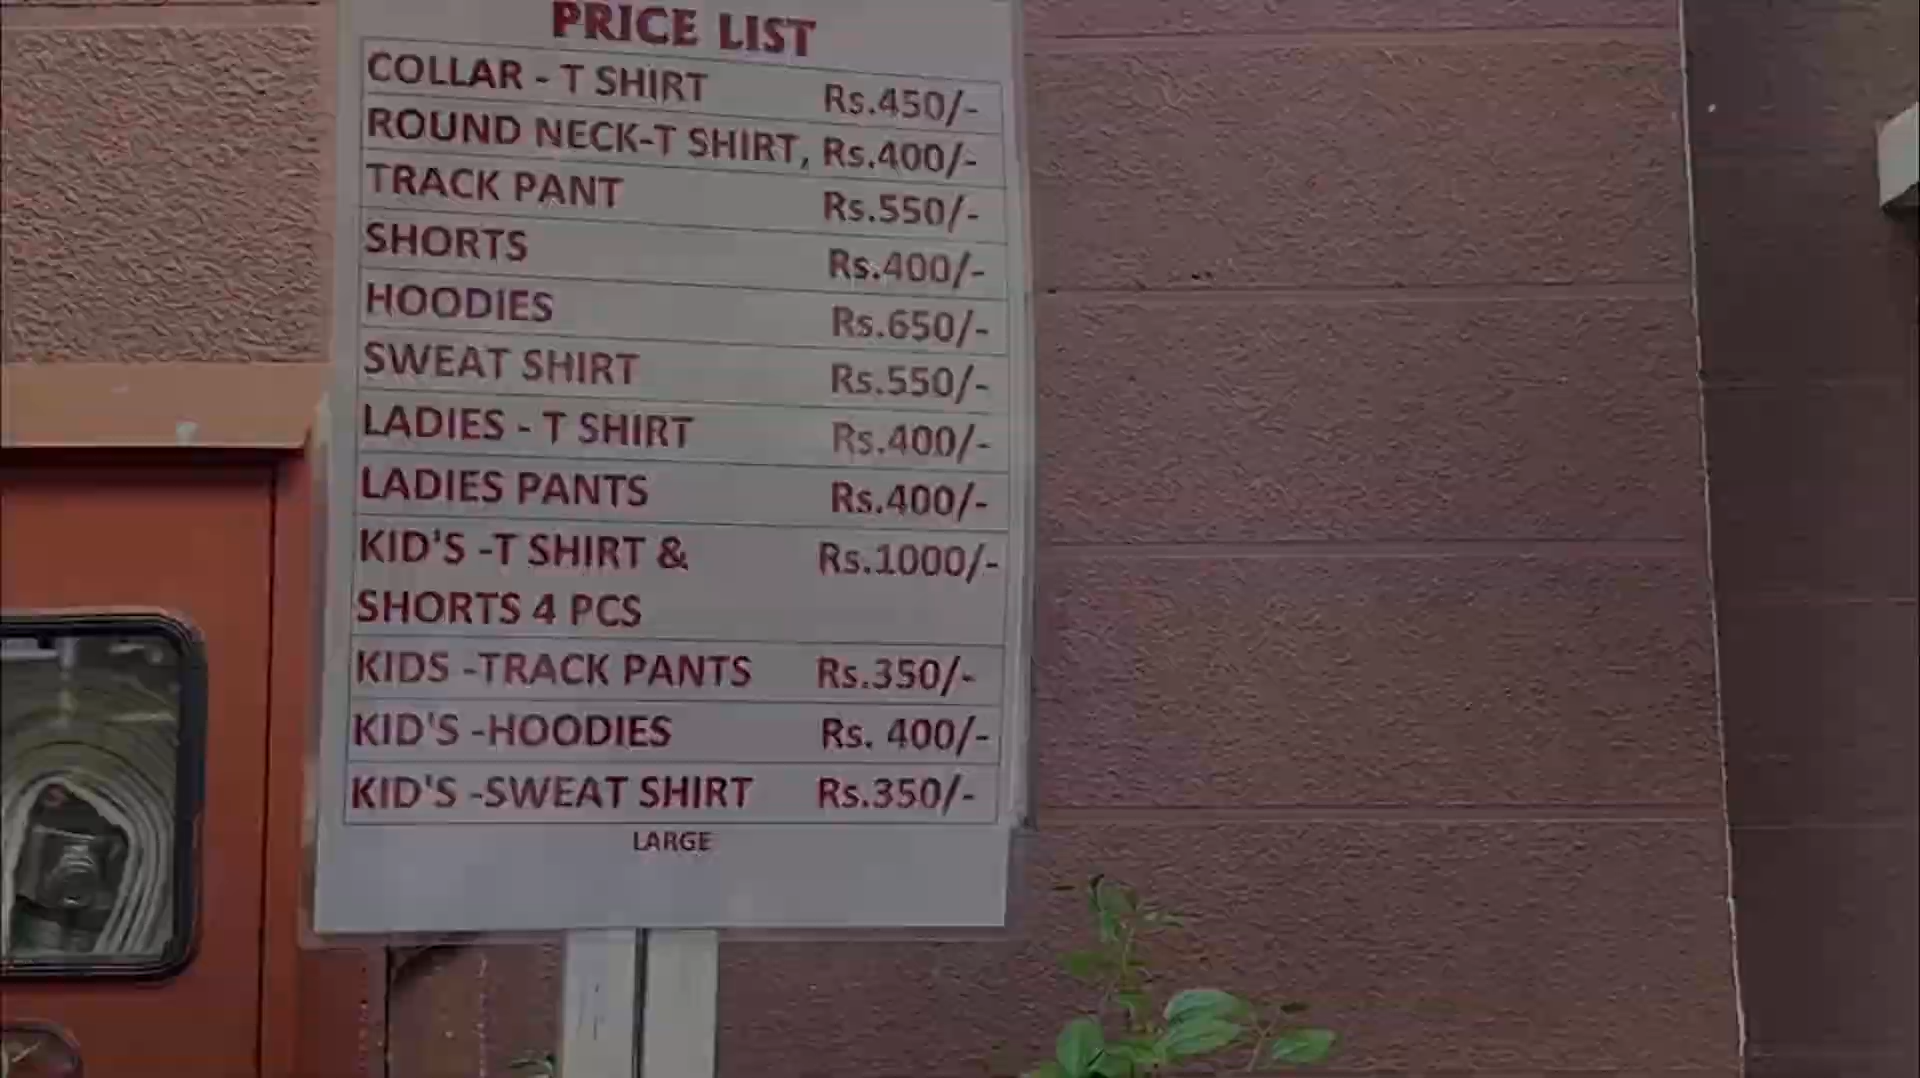 PRICE LIST
COLLAR - T SHIRT Rs.450/-
ROUND NECK-T SHIRT, Rs.400/-
TRACK PANT Rs.550/-
SHORTS Rs.400/-
HOODIES Rs.650/-
SWEAT SHIRT Rs.550/-
LADIES - T SHIRT Rs.400/-
LADIES PANTS Rs.400/-
KID'S -T SHIRT & Rs.1000/-
SHORTS 4 PCS
KIDS -TRACK PANTS Rs.350/-
KID'S -HOODIES Rs. 400/-
KID'S -SWEAT SHIRT Rs.350/-
LARGE